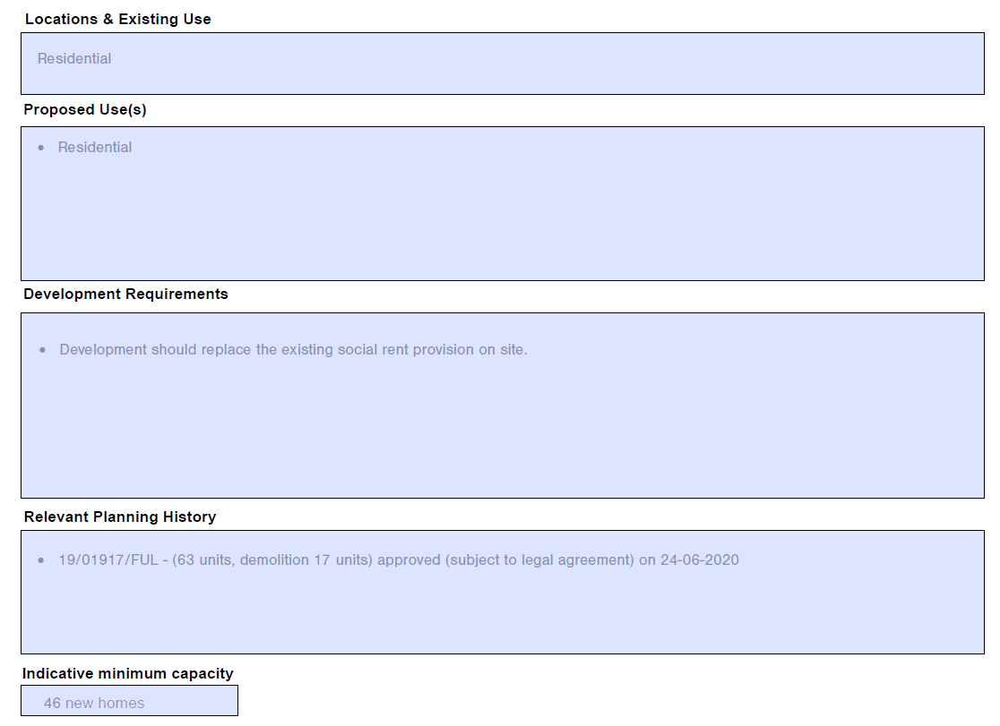 Locations & Existing Use
Residential
Proposed Use(s)
• Residential
Development Requirements
• Development should replace the existing social rent provision on site.
Relevant Planning History
• 19/01917/FUL - (63 units, demolition 17 units) approved (subject to legal agreement) on 24-06-2020
Indicative minimum capacity
46 new homes